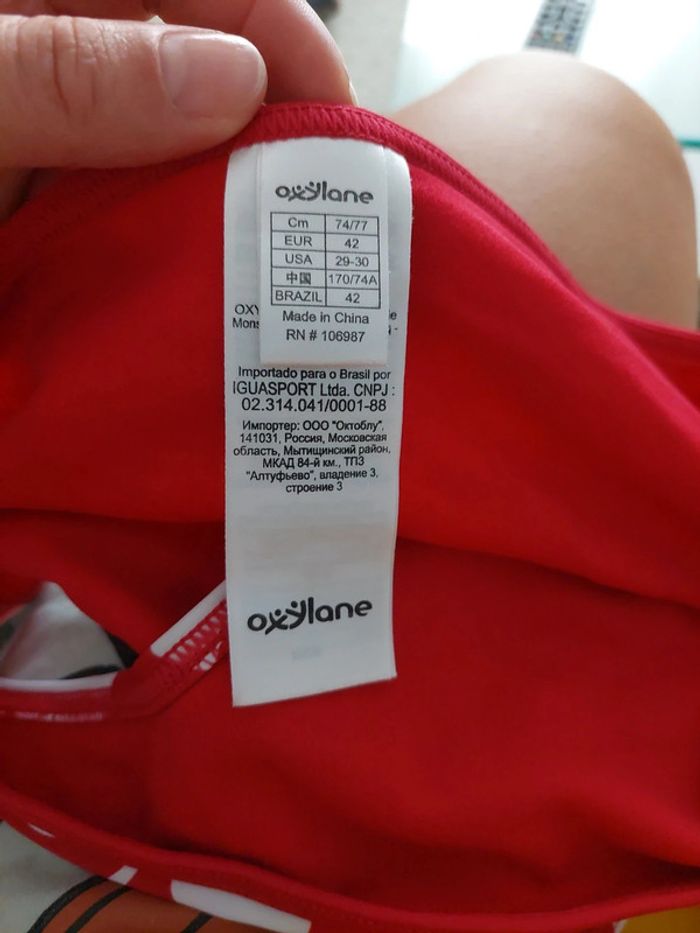 oxylane
Cm 74/77
EUR 42
USA 29-30
中国 170/74A
BRAZIL 42
Made in China
RN # 106987
Importado para o Brasil por
IGUASPORT Ltda. CNPJ :
02.314.041/0001-88
Импортер: ООО "Октоблу",
141031, Россия, Московская
область, Мытищинский район,
МКАД 84-й км., ТПЗ
"Алтуфьево", владение 3,
строение 3
oxylane